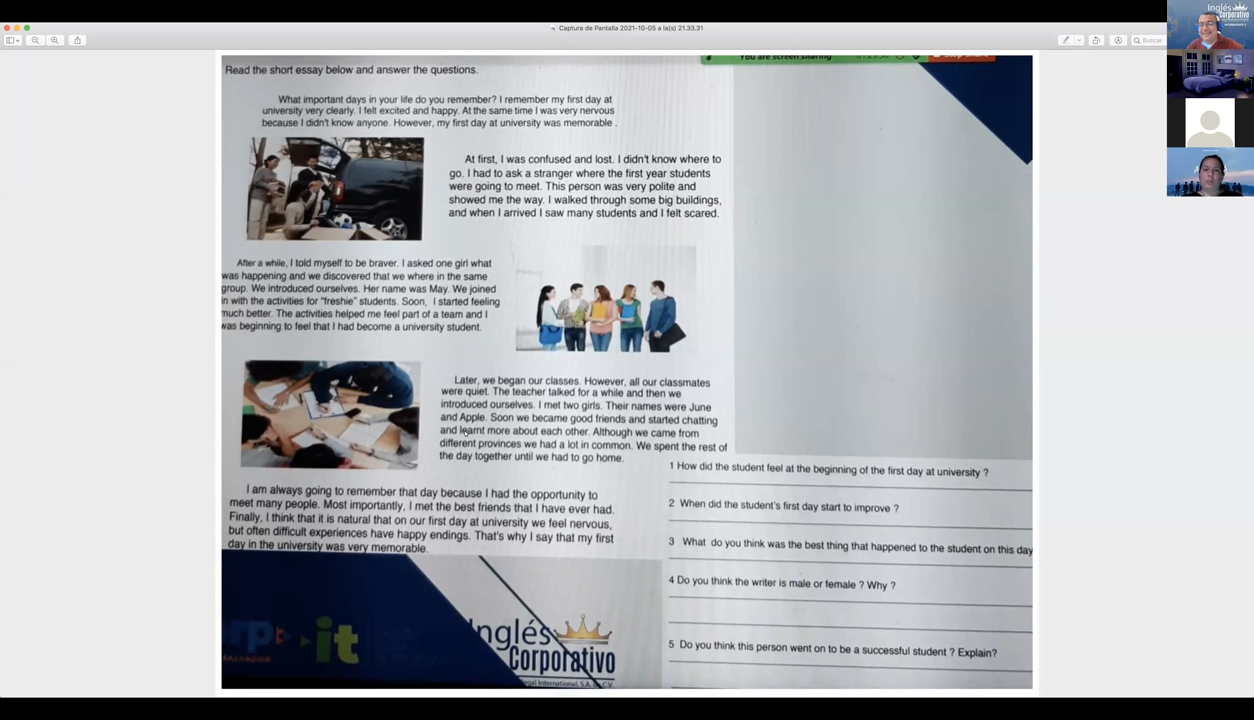 Captura de Pantalla 2021-10-05 a la(s) 21.33.31
Buscar
Inglés
Corporativo
You are screen sharing
Read the short essay below and answer the questions.
What important days in your life do you remember? I remember my first day at
university very clearly. I felt excited and happy. At the same time I was very nervous
because I didn't know anyone. However, my first day at university was memorable .
At first, I was confused and lost. I didn't know where to
go. I had to ask a stranger where the first year students
were going to meet. This person was very polite and
showed me the way. I walked through some big buildings,
and when I arrived I saw many students and I felt scared.
After a while, I told myself to be braver. I asked one girl what
was happening and we discovered that we where in the same
group. We introduced ourselves. Her name was May. We joined
in with the activities for "freshie" students. Soon, I started feeling
much better. The activities helped me feel part of a team and I
was beginning to feel that I had become a university student.
Later, we began our classes. However, all our classmates
were quiet. The teacher talked for a while and then we
introduced ourselves. I met two girls. Their names were June
and Apple. Soon we became good friends and started chatting
and learnt more about each other. Although we came from
different provinces we had a lot in common. We spent the rest of
the day together until we had to go home.
I am always going to remember that day because I had the opportunity to
meet many people. Most importantly, I met the best friends that I have ever had.
Finally, I think that it is natural that on our first day at university we feel nervous,
but often difficult experiences have happy endings. That's why I say that my first
day in the university was very memorable.
1 How did the student feel at the beginning of the first day at university ?
2 When did the student's first day start to improve ?
3 What do you think was the best thing that happened to the student on this day
4 Do you think the writer is male or female ? Why ?
5 Do you think this person went on to be a successful student ? Explain?
orp it
SALVADOR
Inglés
Corporativo
egal International, S.A. de C.V.